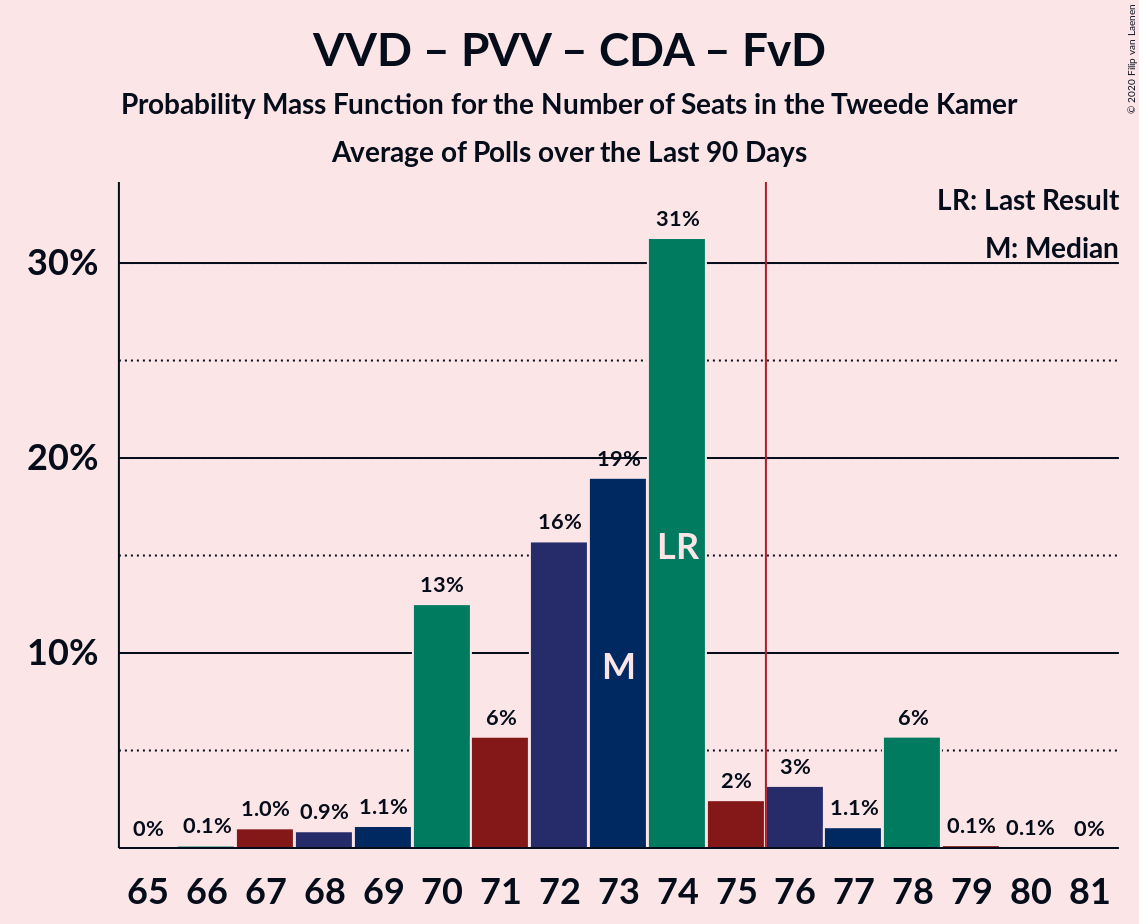 VVD – PVV – CDA – FvD
Probability Mass Function for the Number of Seats in the Tweede Kamer
Average of Polls over the Last 90 Days
© 2020 Filip van Laenen
LR: Last Result
M: Median
30%
20%
10%
0%
0.1%
1.0%
0.9%
1.1%
13%
6%
16%
19%
31%
2%
3%
1.1%
6%
0.1%
0.1%
0%
LR
M
65 66 67 68 69 70 71 72 73 74 75 76 77 78 79 80 81